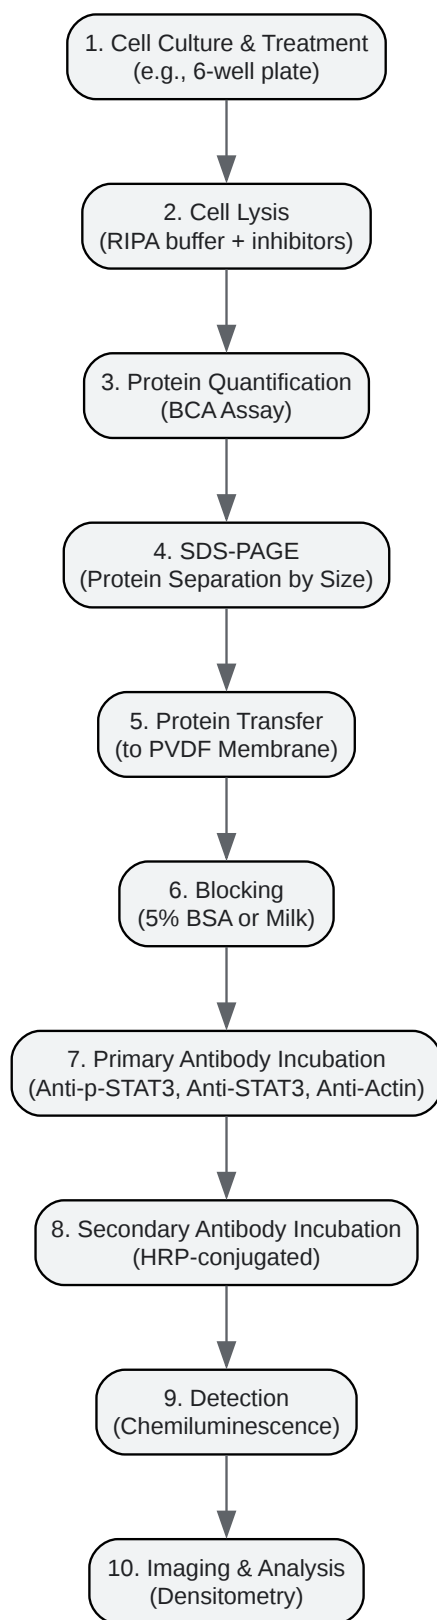 1. Cell Culture & Treatment
(e.g., 6-well plate)
2. Cell Lysis
(RIPA buffer + inhibitors)
3. Protein Quantification
(BCA Assay)
4. SDS-PAGE
(Protein Separation by Size)
5. Protein Transfer
(to PVDF Membrane)
6. Blocking
(5% BSA or Milk)
7. Primary Antibody Incubation
(Anti-p-STAT3, Anti-STAT3, Anti-Actin)
8. Secondary Antibody Incubation
(HRP-conjugated)
9. Detection
(Chemiluminescence)
10. Imaging & Analysis
(Densitometry)